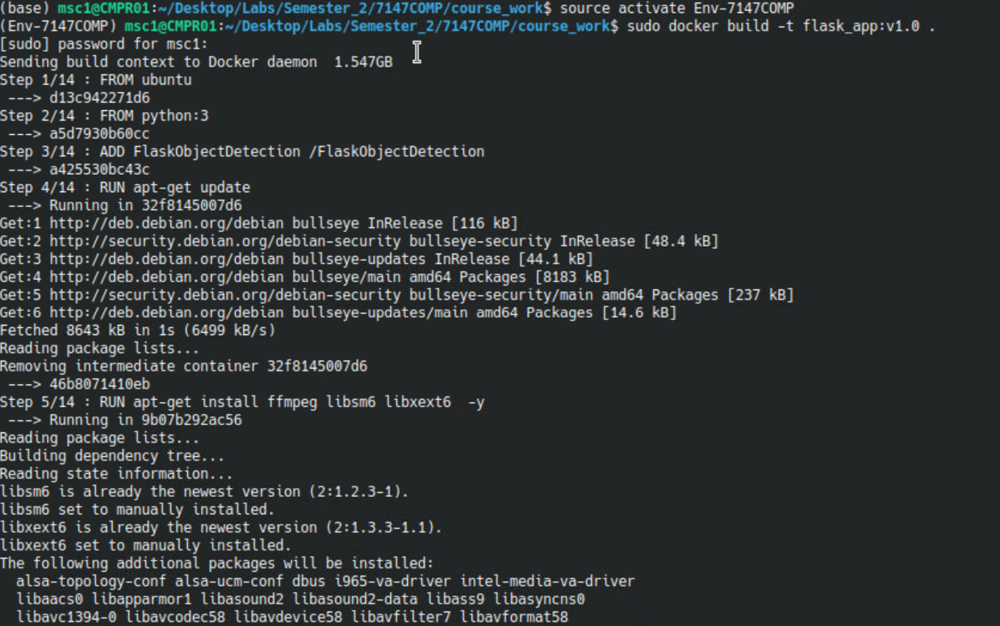 (base) msc1@CMPR01:~/Desktop/Labs/Semester_2/7147COMP/course_work$ source activate Env-7147COMP
(Env-7147COMP) msc1@CMPR01:~/Desktop/Labs/Semester_2/7147COMP/course_work$ sudo docker build -t flask_app:v1.0 .
[sudo] password for msc1:
Sending build context to Docker daemon  1.547GB
Step 1/14 : FROM ubuntu
 ---> d13c942271d6
Step 2/14 : FROM python:3
 ---> a5d7930b60cc
Step 3/14 : ADD FlaskObjectDetection /FlaskObjectDetection
 ---> a425530bc43c
Step 4/14 : RUN apt-get update
 ---> Running in 32f8145007d6
Get:1 http://deb.debian.org/debian bullseye InRelease [116 kB]
Get:2 http://security.debian.org/debian-security bullseye-security InRelease [48.4 kB]
Get:3 http://deb.debian.org/debian bullseye-updates InRelease [44.1 kB]
Get:4 http://deb.debian.org/debian bullseye/main amd64 Packages [8183 kB]
Get:5 http://security.debian.org/debian-security bullseye-security/main amd64 Packages [237 kB]
Get:6 http://deb.debian.org/debian bullseye-updates/main amd64 Packages [14.6 kB]
Fetched 8643 kB in 1s (6499 kB/s)
Reading package lists...
Removing intermediate container 32f8145007d6
 ---> 46b8071410eb
Step 5/14 : RUN apt-get install ffmpeg libsm6 libxext6  -y
 ---> Running in 9b07b292ac56
Reading package lists...
Building dependency tree...
Reading state information...
libsm6 is already the newest version (2:1.2.3-1).
libsm6 set to manually installed.
libxext6 is already the newest version (2:1.3.3-1.1).
libxext6 set to manually installed.
The following additional packages will be installed:
  alsa-topology-conf alsa-ucm-conf dbus i965-va-driver intel-media-va-driver
  libaacs0 libapparmor1 libasound2 libasound2-data libass9 libasyncns0
  libavc1394-0 libavcodec58 libavdevice58 libavfilter7 libavformat58